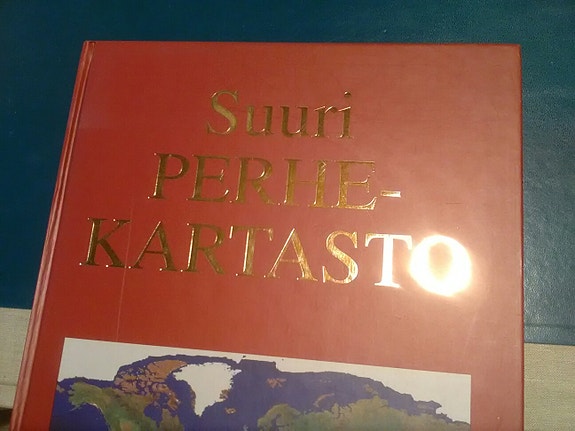 Suuri
PERHE-
KARTASTO